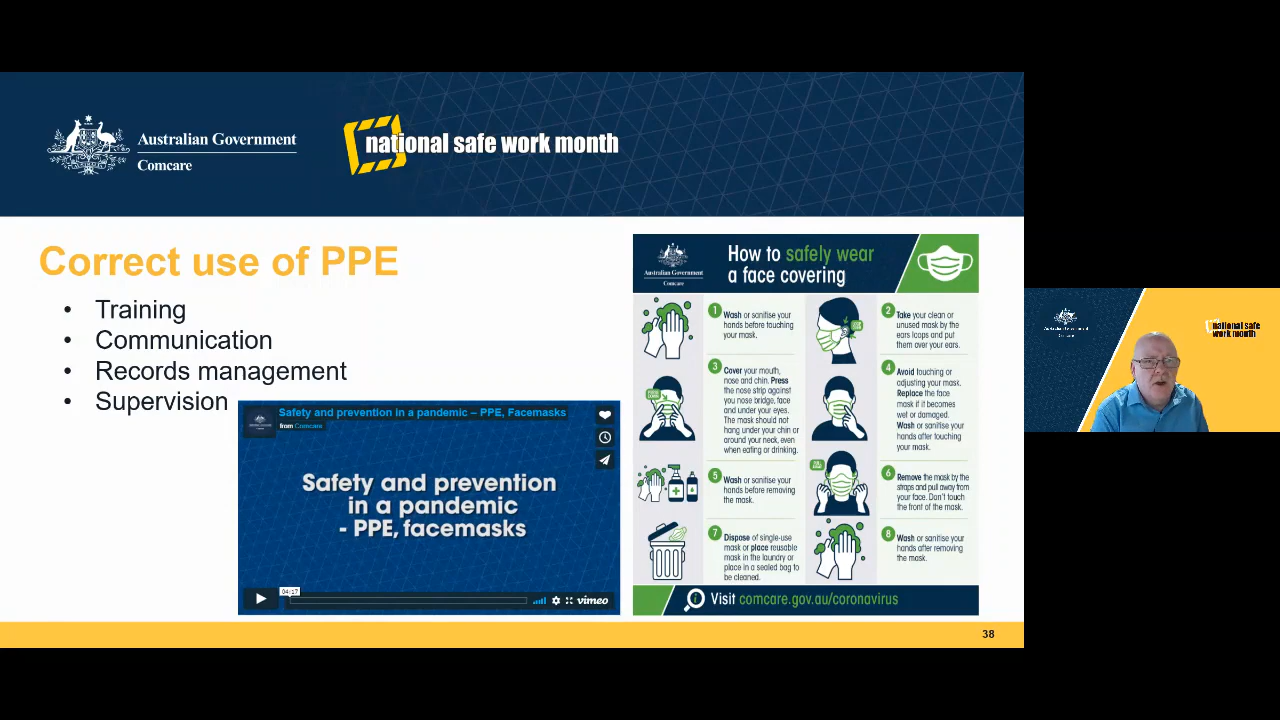 Australian Government
Comcare
national safe work month
Correct use of PPE
• Training
• Communication
• Records management
• Supervision
Safety and prevention in a pandemic – PPE, Facemasks
from Comcare
Safety and prevention
in a pandemic
- PPE, facemasks
04:17
vimeo
Australian Government
Comcare
How to safely wear
a face covering
1
Wash or sanitise your
hands before touching
your mask.
2
Take your clean or
unused mask by the
ears loops and put
them over your ears.
3
Cover your mouth,
nose and chin. Press
the nose strip against
you nose bridge, face
and under your eyes.
The mask should not
hang under your chin or
around your neck, even
when eating or drinking.
4
Avoid touching or
adjusting your mask.
Replace the face
mask if it becomes
wet or damaged.
Wash or sanitise your
hands after touching
your mask.
5
Wash or sanitise your
hands before removing
the mask.
6
Remove the mask by the
straps and pull away from
your face. Don't touch
the front of the mask.
7
Dispose of single-use
mask or place reusable
mask in the laundry or
place in a sealed bag to
be cleaned.
8
Wash or sanitise your
hands after removing
the mask.
Visit comcare.gov.au/coronavirus
38
national safe
work month